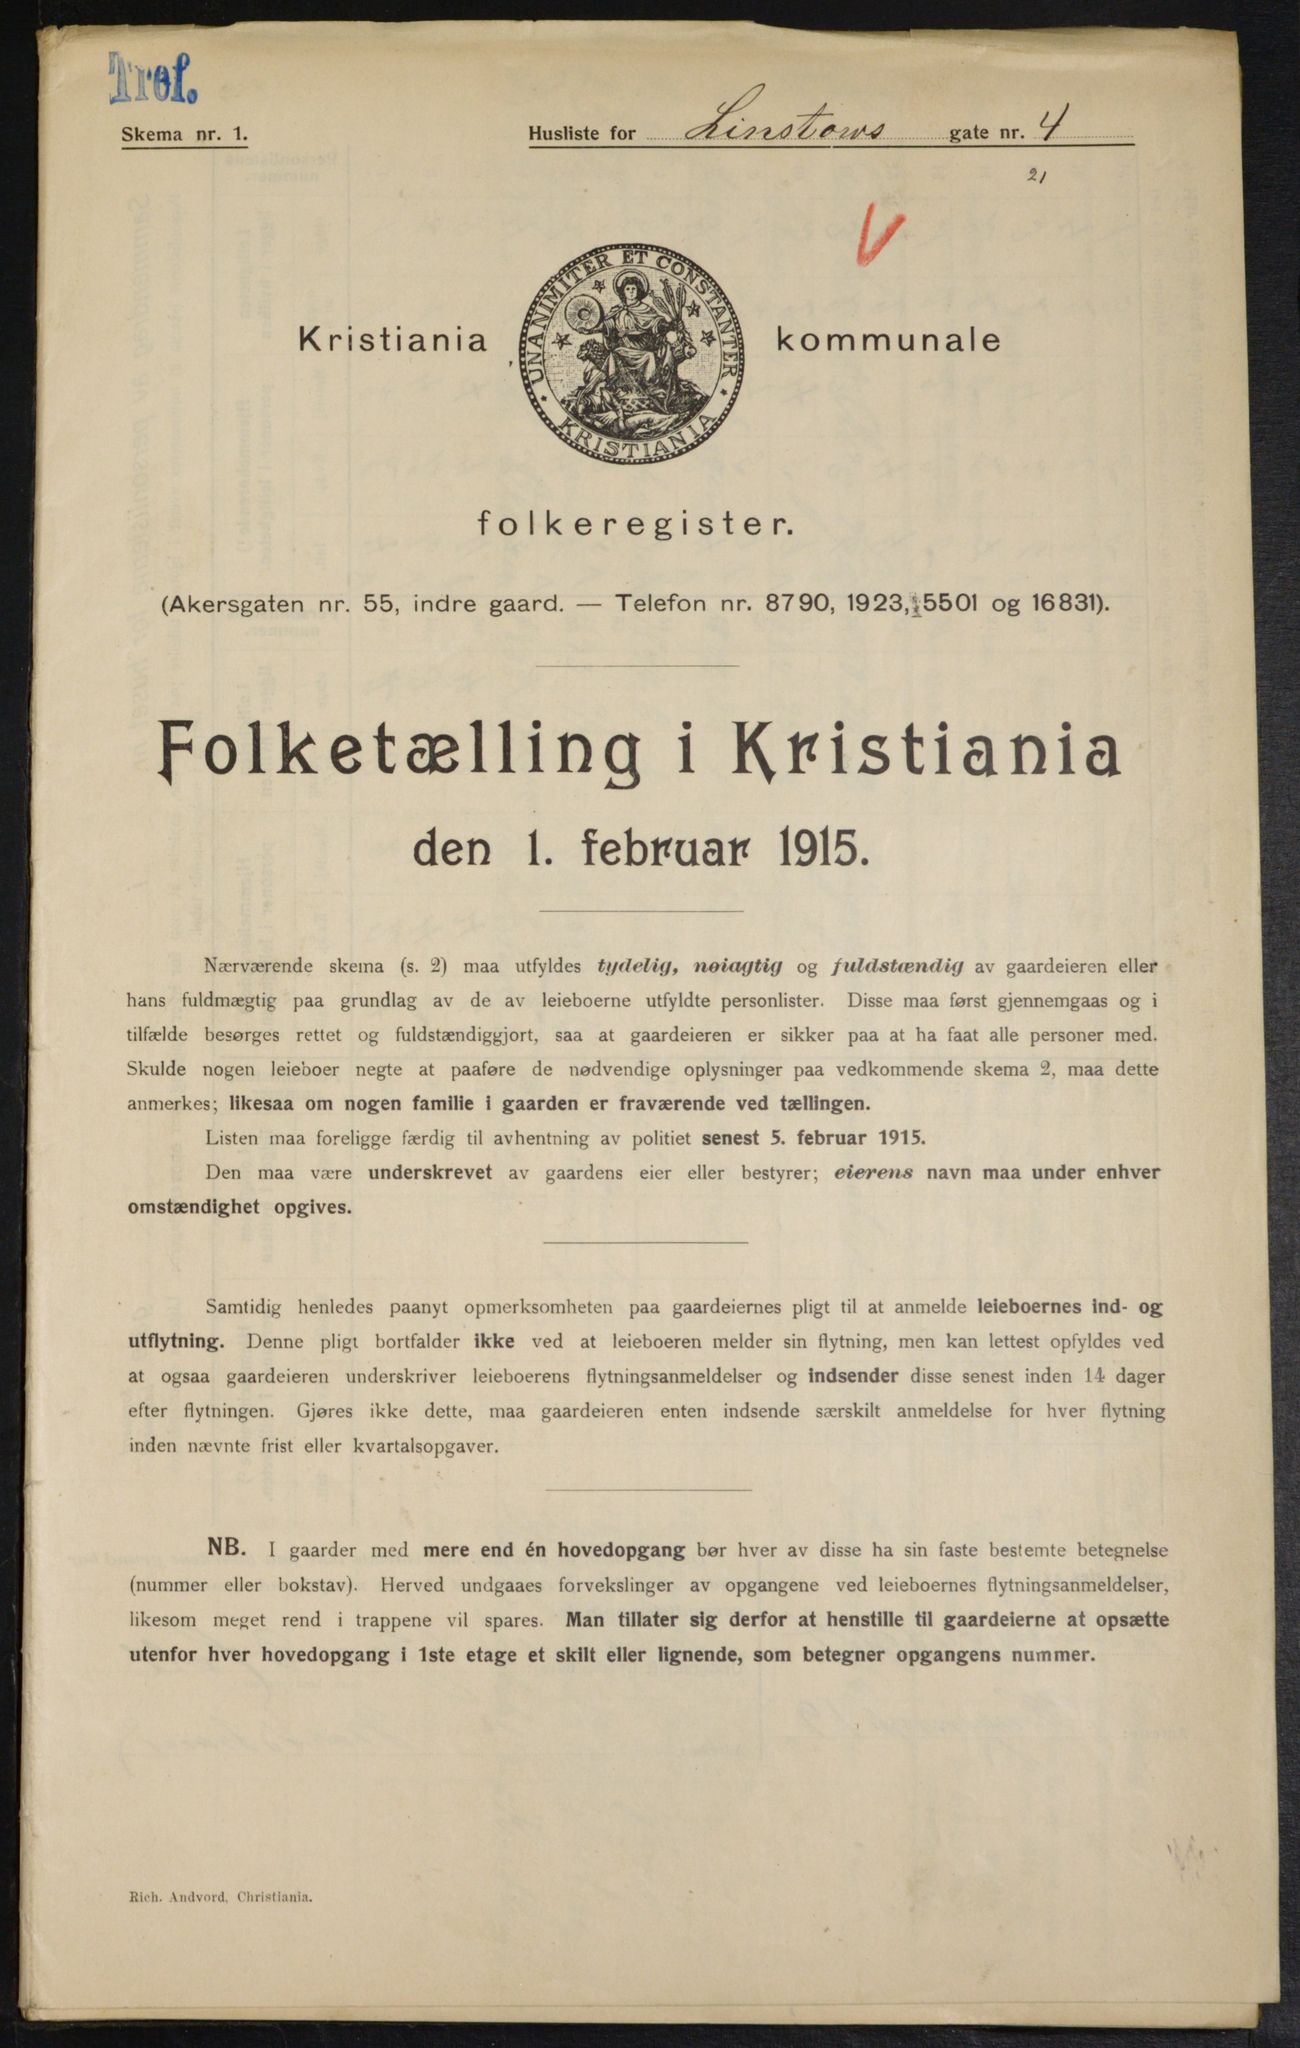 Tref.
Skema nr. 1.
Husliste for Linstows gate nr. 4
21
Kristiania kommunale
UNANIMITER ET CONSTANTER
KRISTIANIA
folkeregister.
(Akersgaten nr. 55, indre gaard. — Telefon nr. 8790, 1923, 5501 og 16831).
Folketælling i Kristiania
den 1. februar 1915.
Nærværende skema (s. 2) maa utfyldes tydelig, nøiagtig og fuldstændig av gaardeieren eller
hans fuldmægtig paa grundlag av de av leieboerne utfyldte personlister. Disse maa først gjennemgaas og i
tilfælde besørges rettet og fuldstændiggjort, saa at gaardeieren er sikker paa at ha faat alle personer med.
Skulde nogen leieboer negte at paaføre de nødvendige oplysninger paa vedkommende skema 2, maa dette
anmerkes; likesaa om nogen familie i gaarden er fraværende ved tællingen.
Listen maa foreligge færdig til avhentning av politiet senest 5. februar 1915.
Den maa være underskrevet av gaardens eier eller bestyrer; eierens navn maa under enhver
omstændighet opgives.
Samtidig henledes paanyt opmerksomheten paa gaardeiernes pligt til at anmelde leieboernes ind- og
utflytning. Denne pligt bortfalder ikke ved at leieboeren melder sin flytning, men kan lettest opfyldes ved
at ogsaa gaardeieren underskriver leieboerens flytningsanmeldelser og indsender disse senest inden 14 dager
efter flytningen. Gjøres ikke dette, maa gaardeieren enten indsende særskilt anmeldelse for hver flytning
inden nævnte frist eller kvartalsopgaver.
NB. I gaarder med mere end én hovedopgang bør hver av disse ha sin faste bestemte betegnelse
(nummer eller bokstav). Herved undgaaes forvekslinger av opgangene ved leieboernes flytningsanmeldelser,
likesom meget rend i trappene vil spares. Man tillater sig derfor at henstille til gaardeierne at opsætte
utenfor hver hovedopgang i 1ste etage et skilt eller lignende, som betegner opgangens nummer.
Rich. Andvord, Christiania.